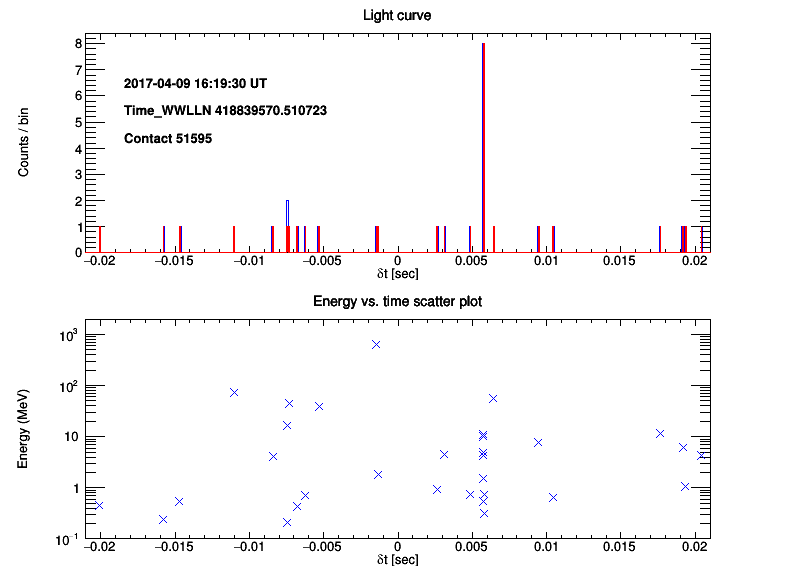 Light curve
Counts / bin
8
7
6
5
4
3
2
1
0
2017-04-09 16:19:30 UT
Time_WWLLN 418839570.510723
Contact 51595
−0.02 −0.015 −0.01 −0.005 0 0.005 0.01 0.015 0.02
δt [sec]
Energy vs. time scatter plot
Energy (MeV)
10³
10²
10
1
10⁻¹
−0.02 −0.015 −0.01 −0.005 0 0.005 0.01 0.015 0.02
δt [sec]